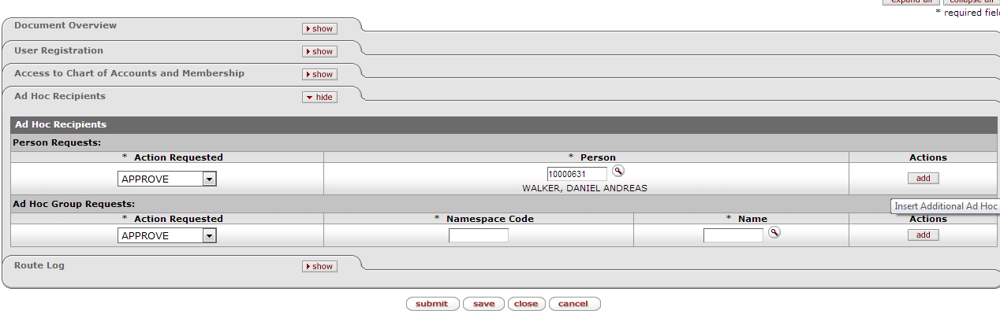 expand all collapse all
* required field
Document Overview show
User Registration show
Access to Chart of Accounts and Membership show
Ad Hoc Recipients hide
Ad Hoc Recipients
Person Requests:
* Action Requested * Person Actions
APPROVE 10000631 add
WALKER, DANIEL ANDREAS
Ad Hoc Group Requests:
Insert Additional Ad Hoc
* Action Requested * Namespace Code * Name Actions
APPROVE add
Route Log show
submit save close cancel